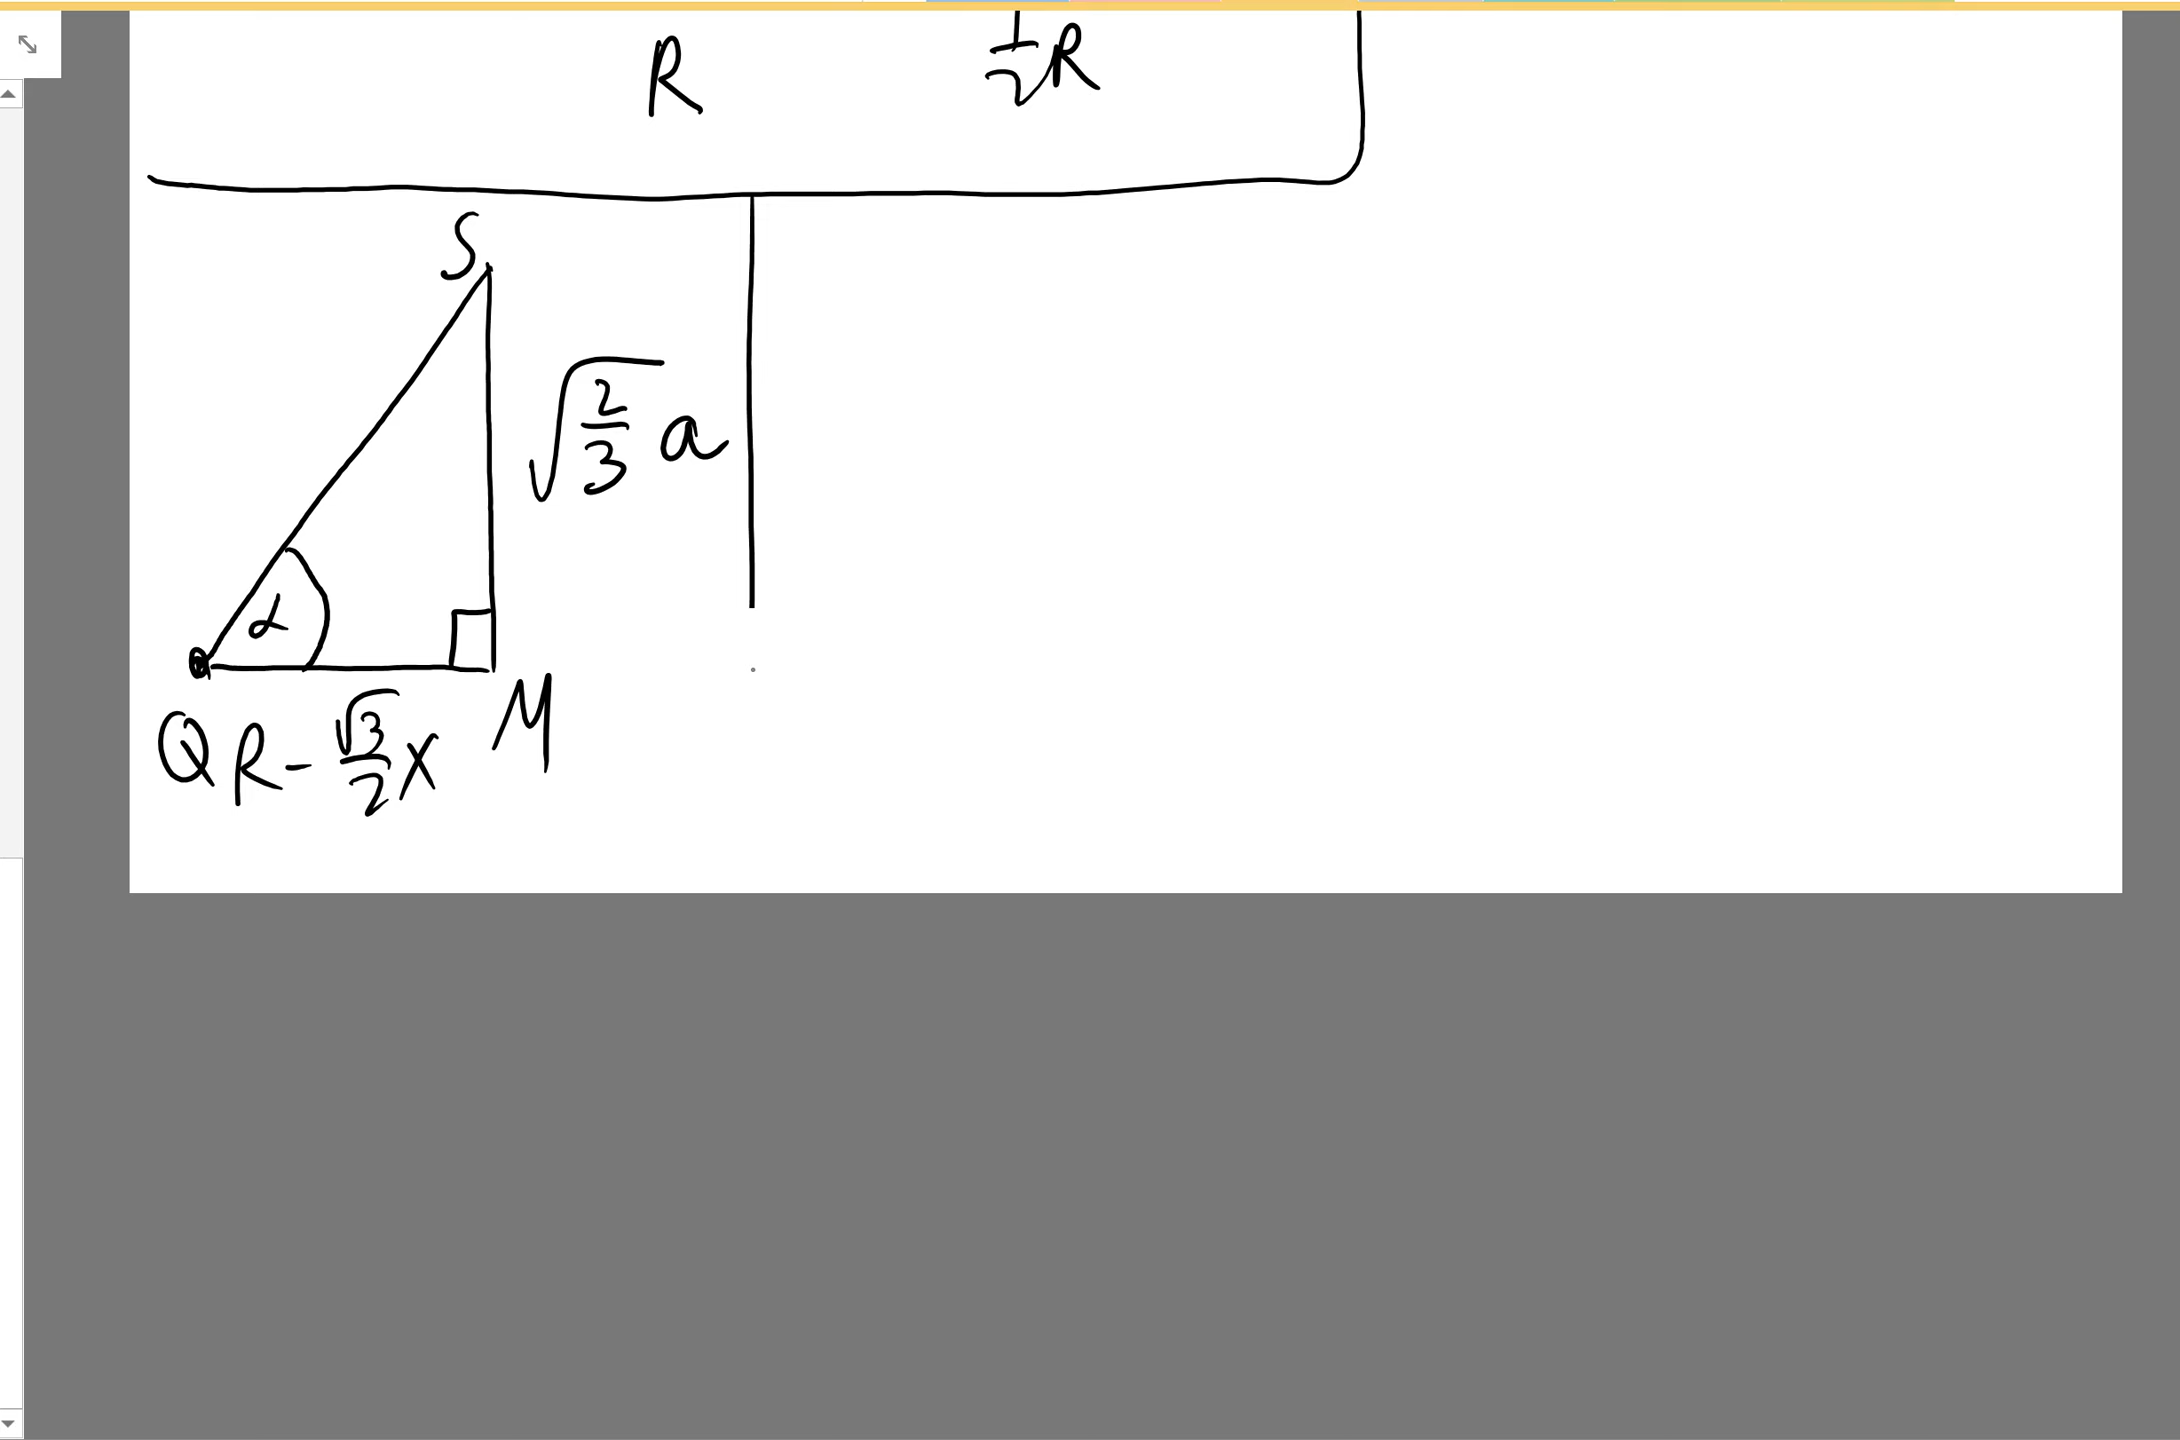 R
1/2 R
S
√(2/3) a
α
M
Q R - √3/2 x